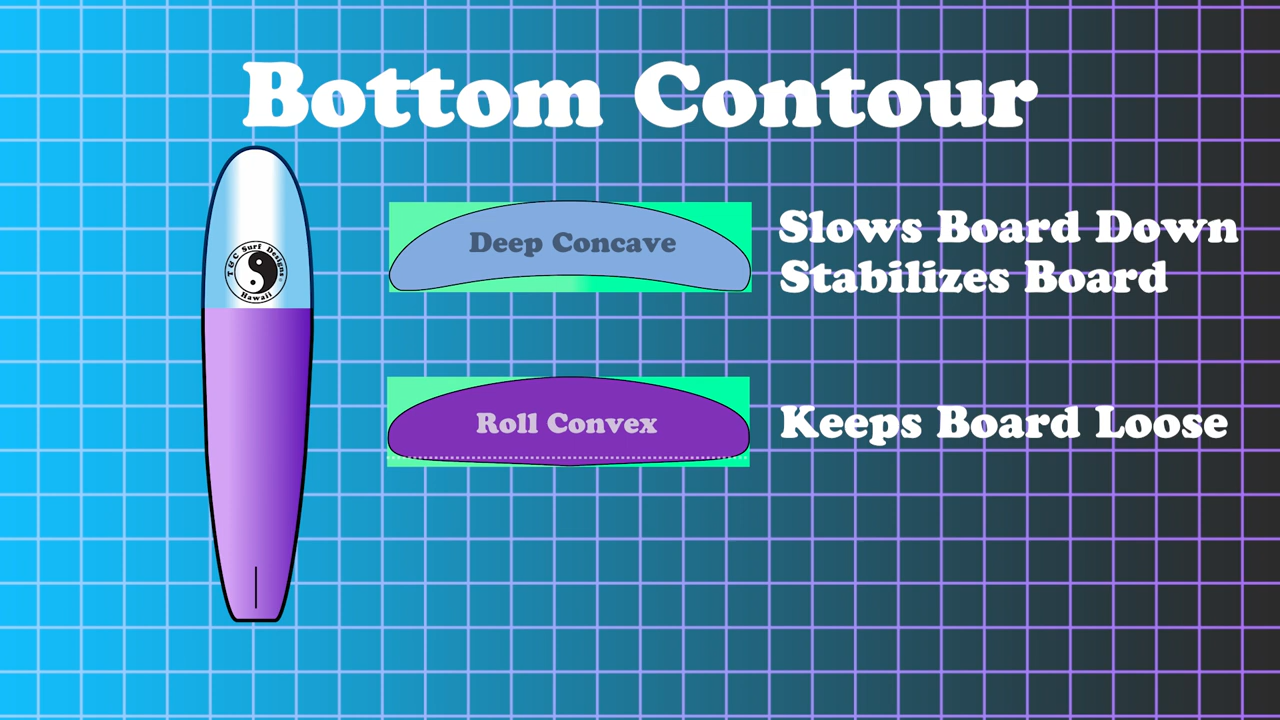 Bottom Contour
T & C Surf Designs
Hawaii
Deep Concave
Slows Board Down
Stabilizes Board
Roll Convex
Keeps Board Loose